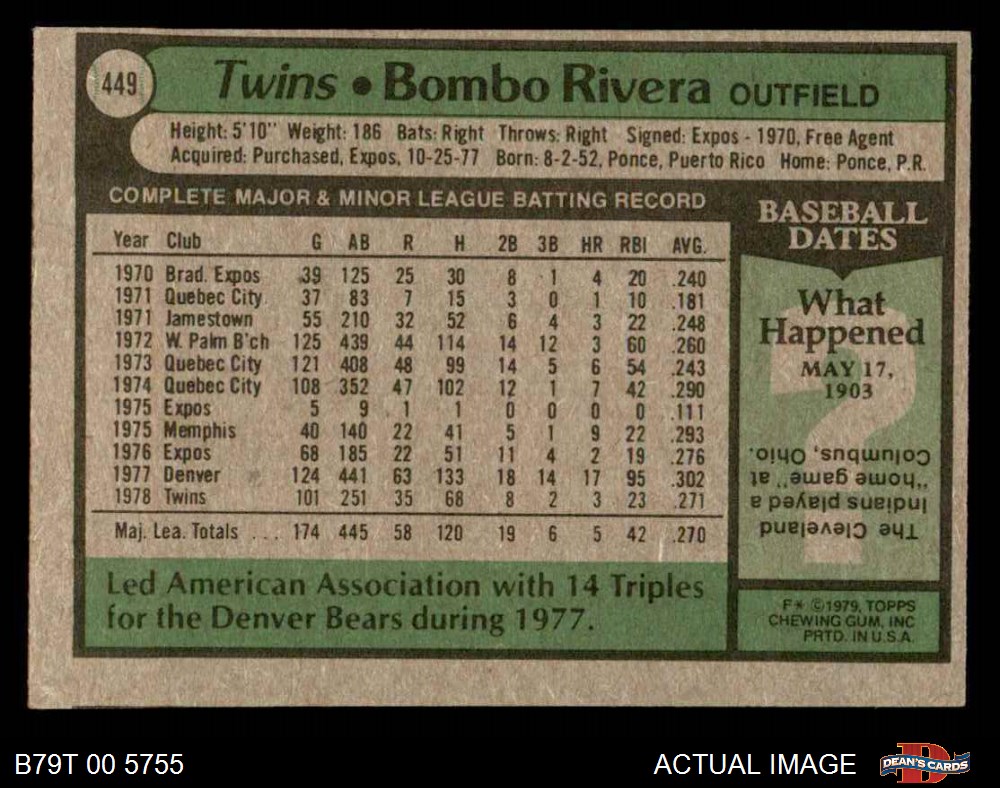 449
Twins • Bombo Rivera OUTFIELD
Height: 5'10" Weight: 186 Bats: Right Throws: Right Signed: Expos - 1970, Free Agent
Acquired: Purchased, Expos, 10-25-77 Born: 8-2-52, Ponce, Puerto Rico Home: Ponce, P.R.
COMPLETE MAJOR & MINOR LEAGUE BATTING RECORD
Year Club G AB R H 2B 3B HR RBI AVG.
1970 Brad. Expos 39 125 25 30 8 1 4 20 .240
1971 Quebec City 37 83 7 15 3 0 1 10 .181
1971 Jamestown 55 210 32 52 6 4 3 22 .248
1972 W. Palm B'ch 125 439 44 114 14 12 3 60 .260
1973 Quebec City 121 408 48 99 14 5 6 54 .243
1974 Quebec City 108 352 47 102 12 1 7 42 .290
1975 Expos 5 9 1 1 0 0 0 0 .111
1975 Memphis 40 140 22 41 5 1 9 22 .293
1976 Expos 68 185 22 51 11 4 2 19 .276
1977 Denver 124 441 63 133 18 14 17 95 .302
1978 Twins 101 251 35 68 8 2 3 23 .271
Maj. Lea. Totals ... 174 445 58 120 19 6 5 42 .270
Led American Association with 14 Triples
for the Denver Bears during 1977.
BASEBALL
DATES
What
Happened
MAY 17,
1903
?
The Cleveland
Indians played a
"home game" at
Columbus, Ohio.
F* ©1979, TOPPS
CHEWING GUM, INC
PRTD. IN U.S.A.
B79T 00 5755
ACTUAL IMAGE
D
DEAN'S CARDS